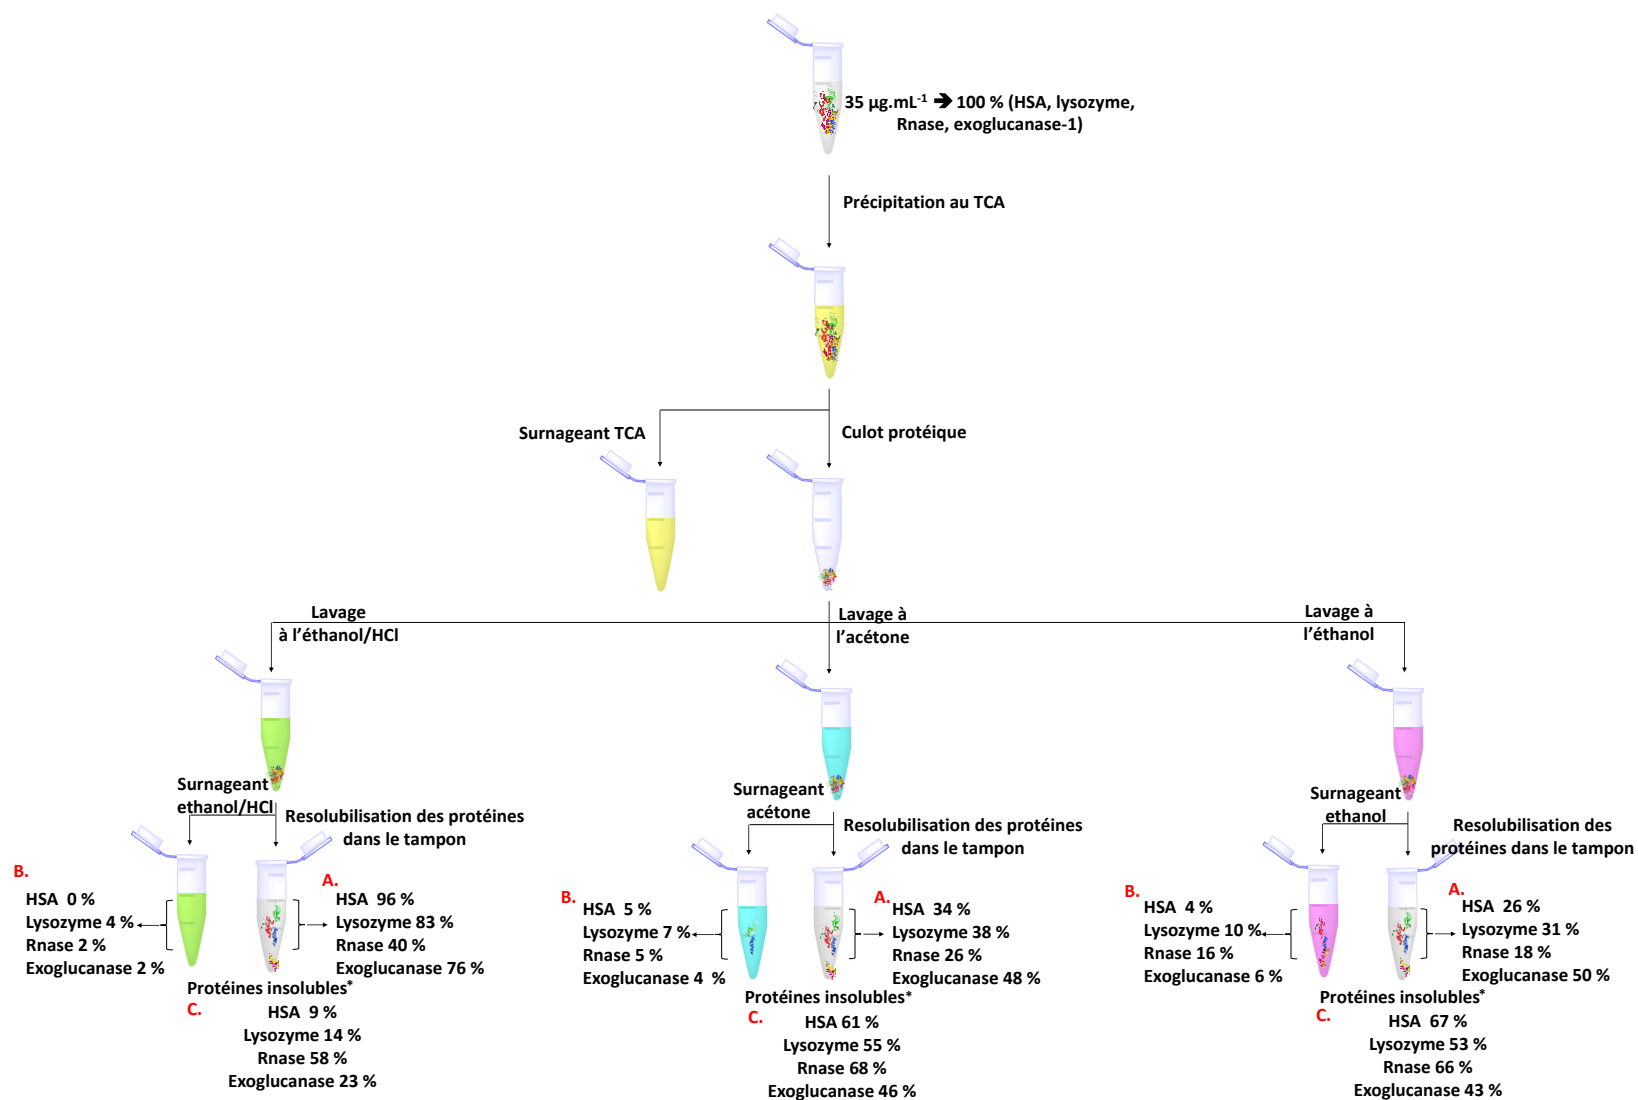 35 µg.mL-1 🡺 100 % (HSA, lysozyme,
Rnase, exoglucanase-1)
Précipitation au TCA
Surnageant TCA
Culot protéique
Lavage
à l’éthanol/HCl
Lavage à
l’acétone
Lavage à
l’éthanol
Surnageant
ethanol/HCl
Resolubilisation des protéines
dans le tampon
B.
HSA 0 %
Lysozyme 4 %
Rnase 2 %
Exoglucanase 2 %
A.
HSA 96 %
Lysozyme 83 %
Rnase 40 %
Exoglucanase 76 %
Protéines insolubles*
C.
HSA 9 %
Lysozyme 14 %
Rnase 58 %
Exoglucanase 23 %
Surnageant
acétone
Resolubilisation des protéines
dans le tampon
B.
HSA 5 %
Lysozyme 7 %
Rnase 5 %
Exoglucanase 4 %
A.
HSA 34 %
Lysozyme 38 %
Rnase 26 %
Exoglucanase 48 %
Protéines insolubles*
C.
HSA 61 %
Lysozyme 55 %
Rnase 68 %
Exoglucanase 46 %
Surnageant
ethanol
Resolubilisation des
protéines dans le tampon
B.
HSA 4 %
Lysozyme 10 %
Rnase 16 %
Exoglucanase 6 %
A.
HSA 26 %
Lysozyme 31 %
Rnase 18 %
Exoglucanase 50 %
Protéines insolubles*
C.
HSA 67 %
Lysozyme 53 %
Rnase 66 %
Exoglucanase 43 %